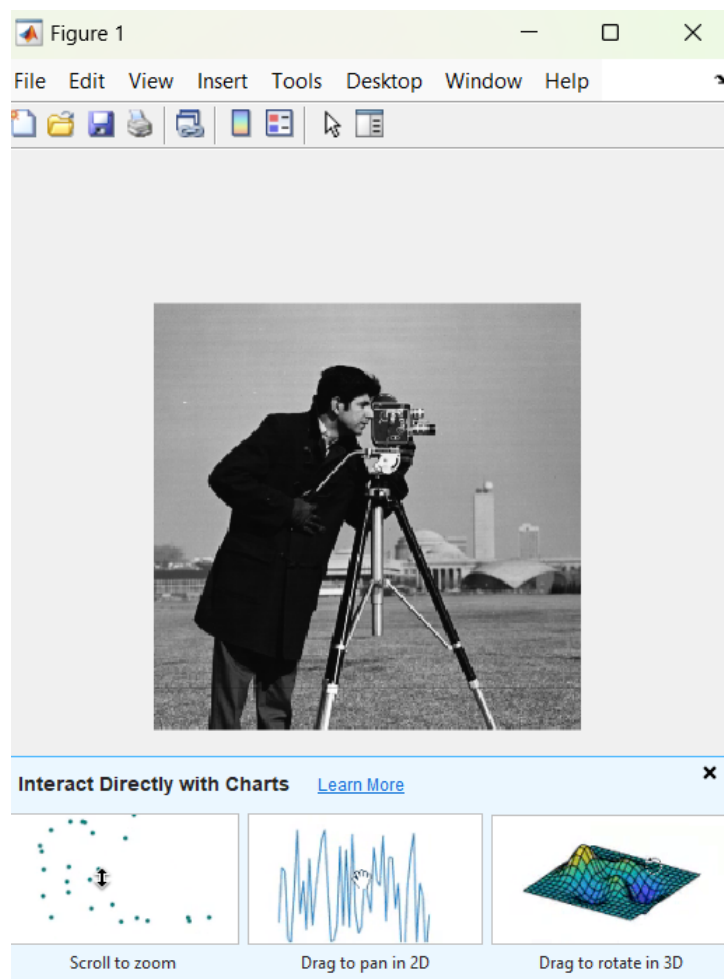 Figure 1
File Edit View Insert Tools Desktop Window Help
Interact Directly with Charts Learn More
Scroll to zoom Drag to pan in 2D Drag to rotate in 3D